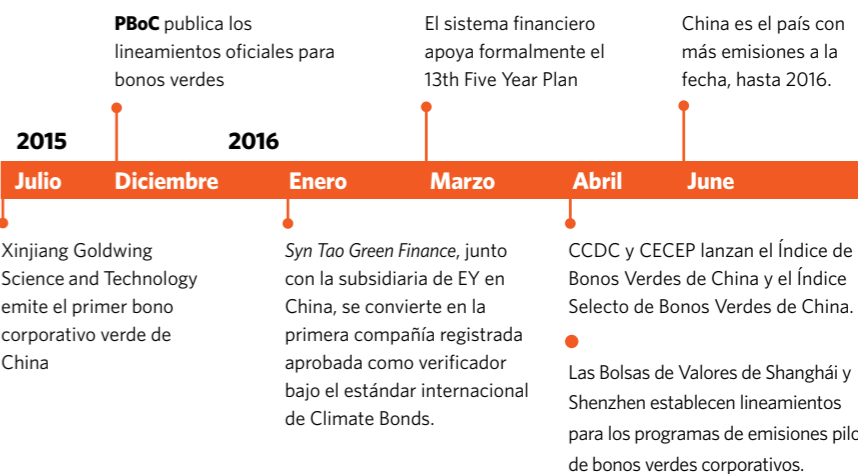 PBoC publica los
lineamientos oficiales para
bonos verdes
El sistema financiero
apoya formalmente el
13th Five Year Plan
China es el país con
más emisiones a la
fecha, hasta 2016.
2015
2016
Julio
Diciembre
Enero
Marzo
Abril
June
Xinjiang Goldwing
Science and Technology
emite el primer bono
corporativo verde de
China
Syn Tao Green Finance, junto
con la subsidiaria de EY en
China, se convierte en la
primera compañía registrada
aprobada como verificador
bajo el estándar internacional
de Climate Bonds.
CCDC y CECEP lanzan el Índice de
Bonos Verdes de China y el Índice
Selecto de Bonos Verdes de China.
Las Bolsas de Valores de Shanghái y
Shenzhen establecen lineamientos
para los programas de emisiones
de bonos verdes corporativos.